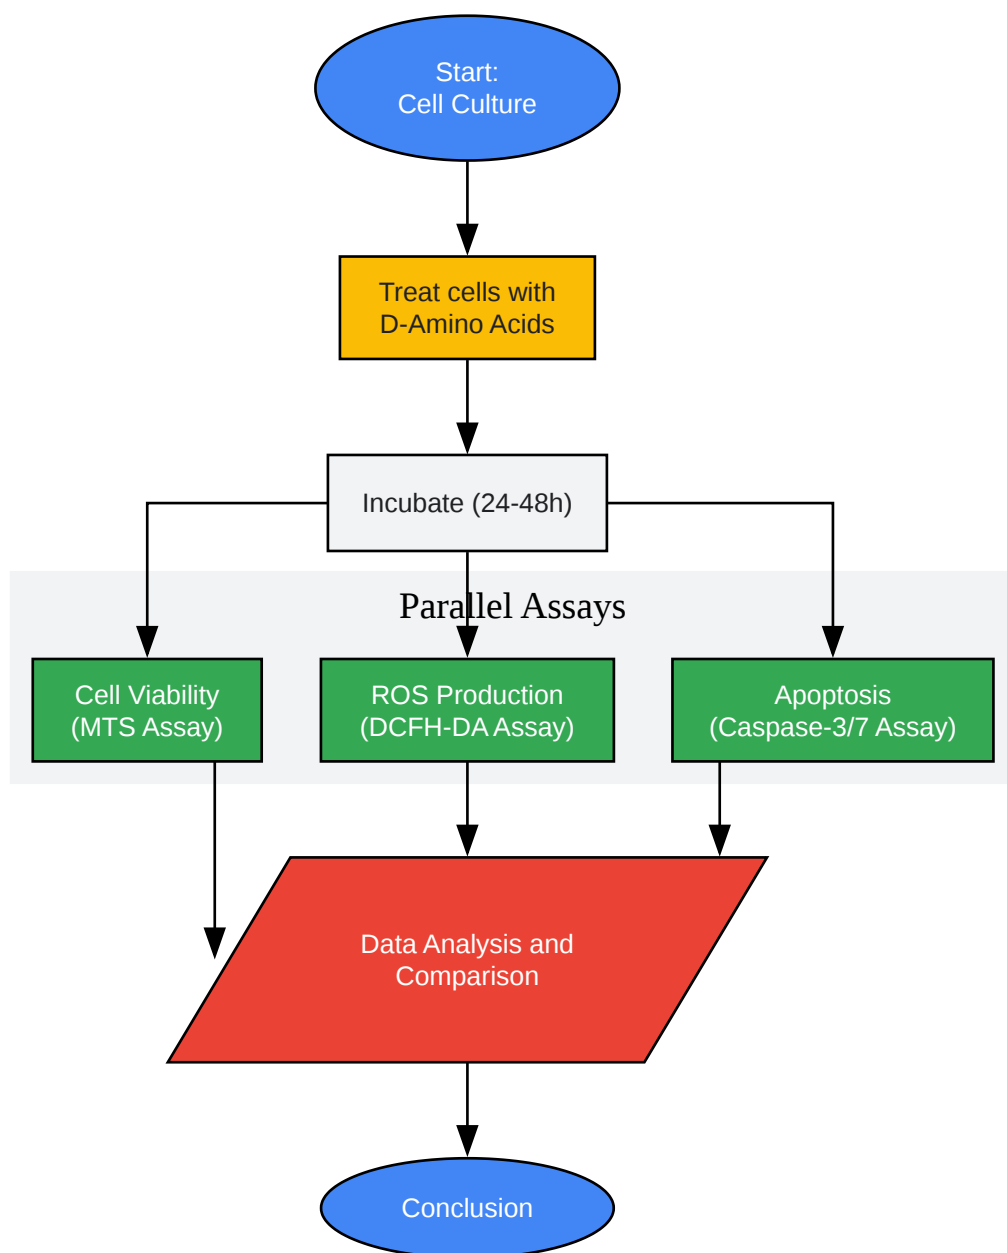 Start:
Cell Culture
Treat cells with
D-Amino Acids
Incubate (24-48h)
Parallel Assays
Cell Viability
(MTS Assay)
ROS Production
(DCFH-DA Assay)
Apoptosis
(Caspase-3/7 Assay)
Data Analysis and
Comparison
Conclusion